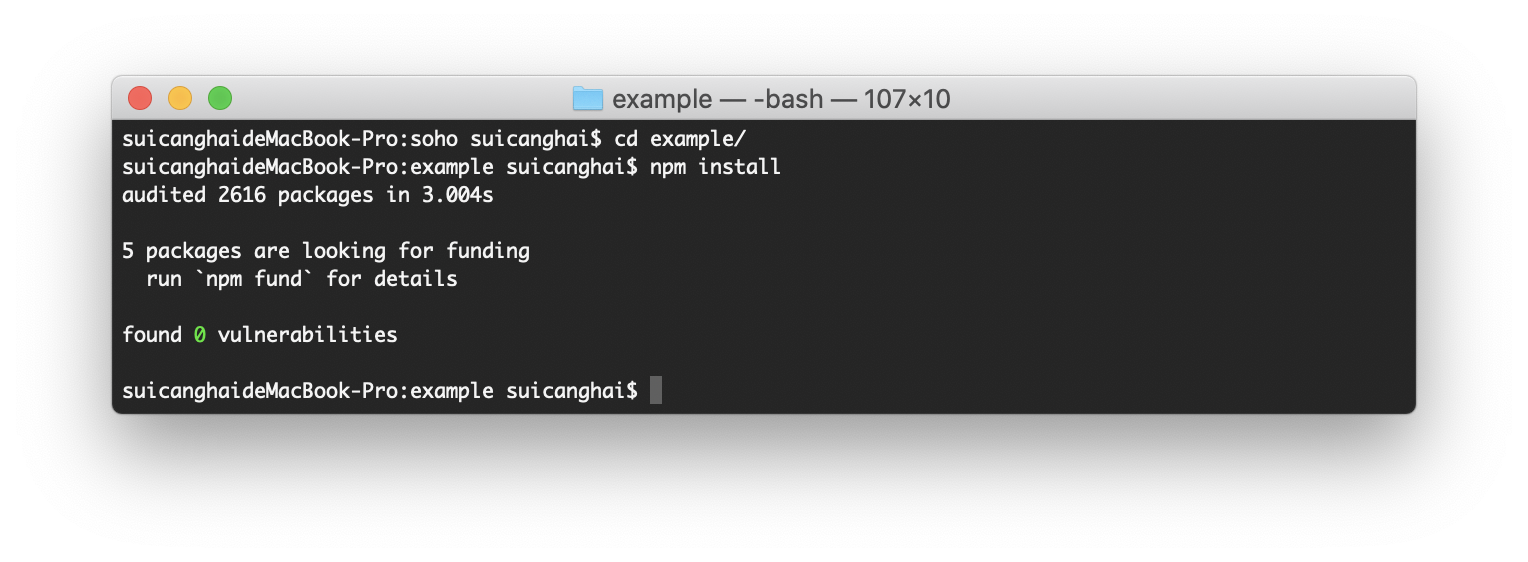 example — -bash — 107×10
suicanghaideMacBook-Pro:soho suicanghai$ cd example/
suicanghaideMacBook-Pro:example suicanghai$ npm install
audited 2616 packages in 3.004s
5 packages are looking for funding
  run `npm fund` for details
found 0 vulnerabilities
suicanghaideMacBook-Pro:example suicanghai$